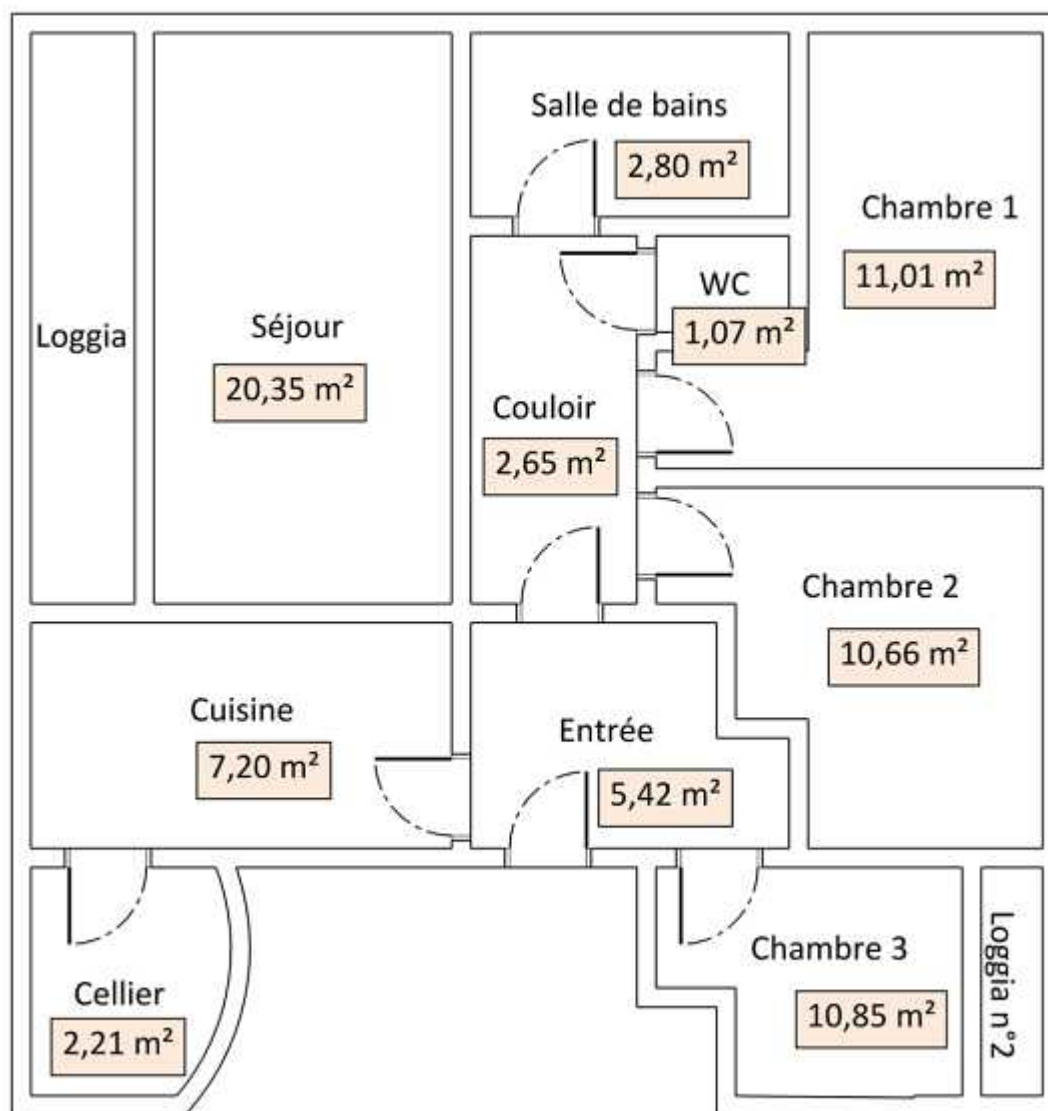 Salle de bains
2,80 m²
Chambre 1
11,01 m²
WC
1,07 m²
Loggia
Séjour
20,35 m²
Couloir
2,65 m²
Chambre 2
10,66 m²
Cuisine
7,20 m²
Entrée
5,42 m²
Chambre 3
10,85 m²
Loggia n°2
Cellier
2,21 m²